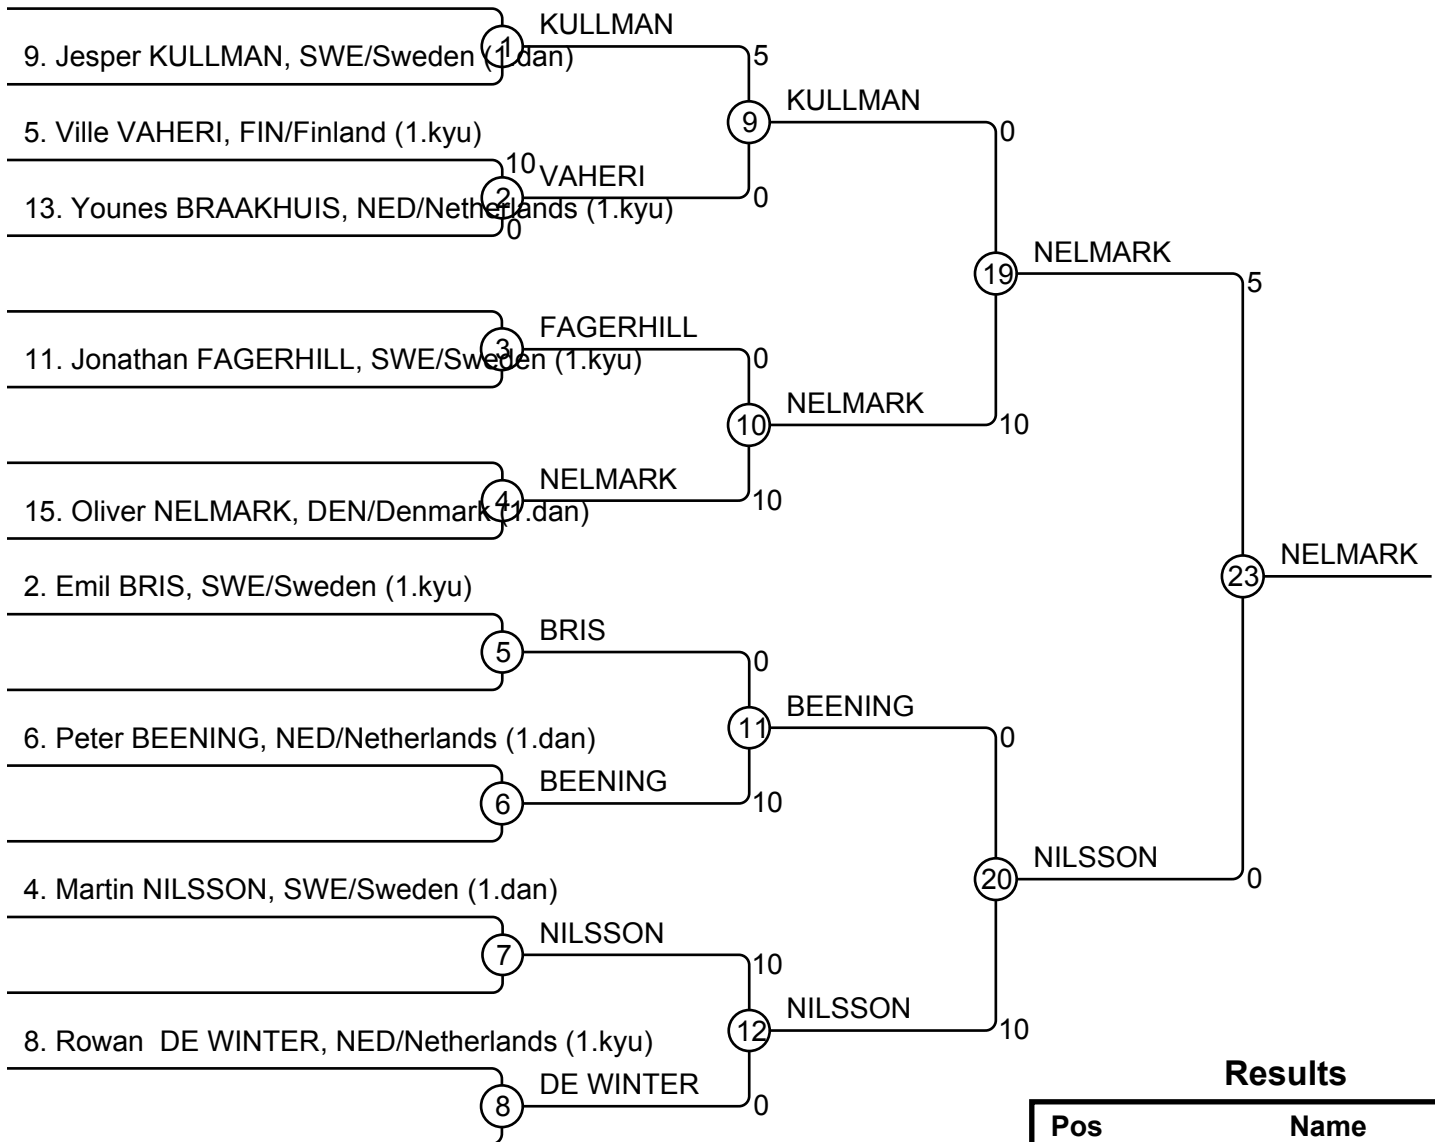 KULLMAN
9. Jesper KULLMAN, SWE/Sweden (1.dan)
1
5
KULLMAN
9
0
5. Ville VAHERI, FIN/Finland (1.kyu)
10
VAHERI
2
0
13. Younes BRAAKHUIS, NED/Netherlands (1.kyu)
0
NELMARK
19
5
FAGERHILL
3
0
11. Jonathan FAGERHILL, SWE/Sweden (1.kyu)
NELMARK
10
10
NELMARK
4
10
15. Oliver NELMARK, DEN/Denmark (1.dan)
NELMARK
23
2. Emil BRIS, SWE/Sweden (1.kyu)
BRIS
5
0
BEENING
11
0
6. Peter BEENING, NED/Netherlands (1.dan)
BEENING
6
10
NILSSON
20
0
4. Martin NILSSON, SWE/Sweden (1.dan)
NILSSON
7
10
NILSSON
12
10
8. Rowan  DE WINTER, NED/Netherlands (1.kyu)
DE WINTER
8
0
Results
Pos Name